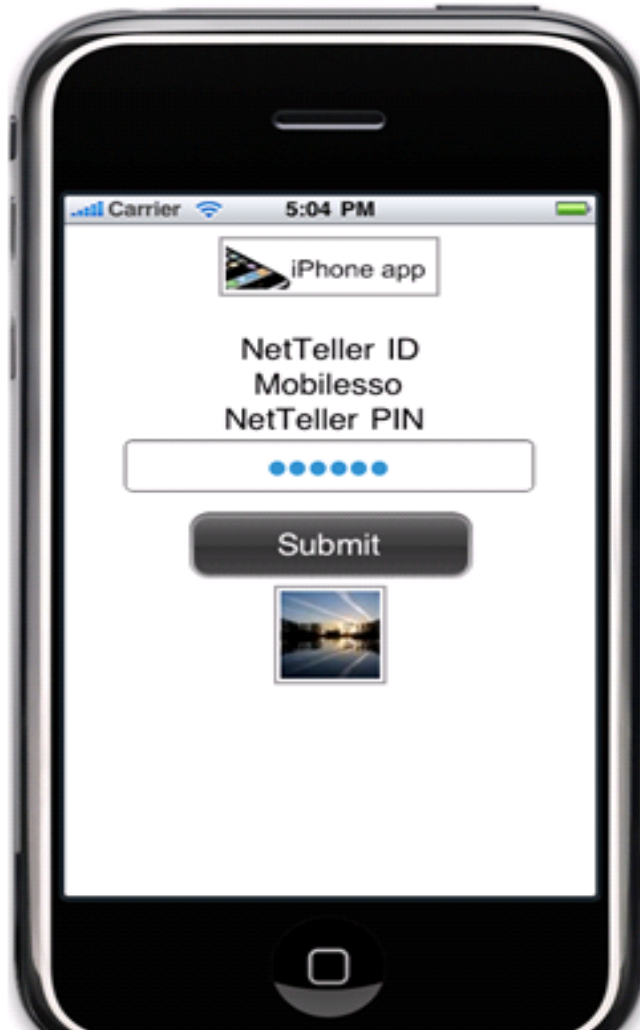 Carrier 5:04 PM
iPhone app
NetTeller ID
Mobilesso
NetTeller PIN
••••••
Submit